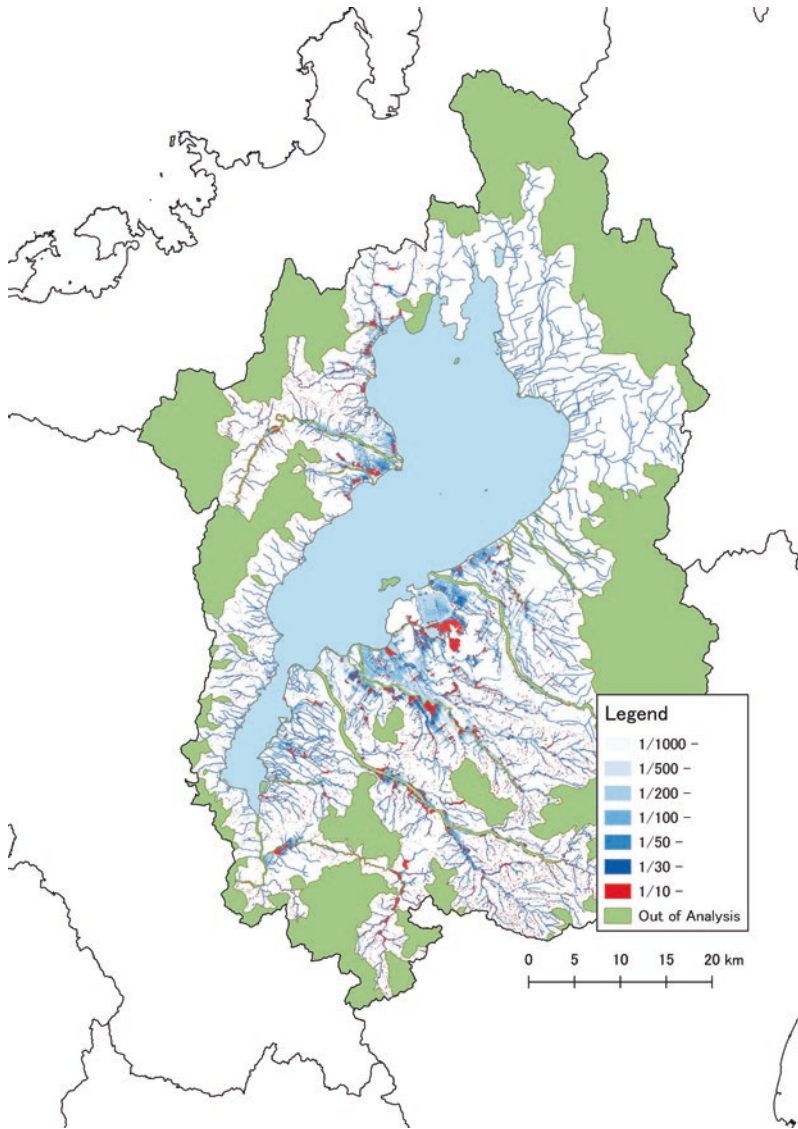 Legend
1/1000 -
1/500 -
1/200 -
1/100 -
1/50 -
1/30 -
1/10 -
Out of Analysis
0 5 10 15 20 km